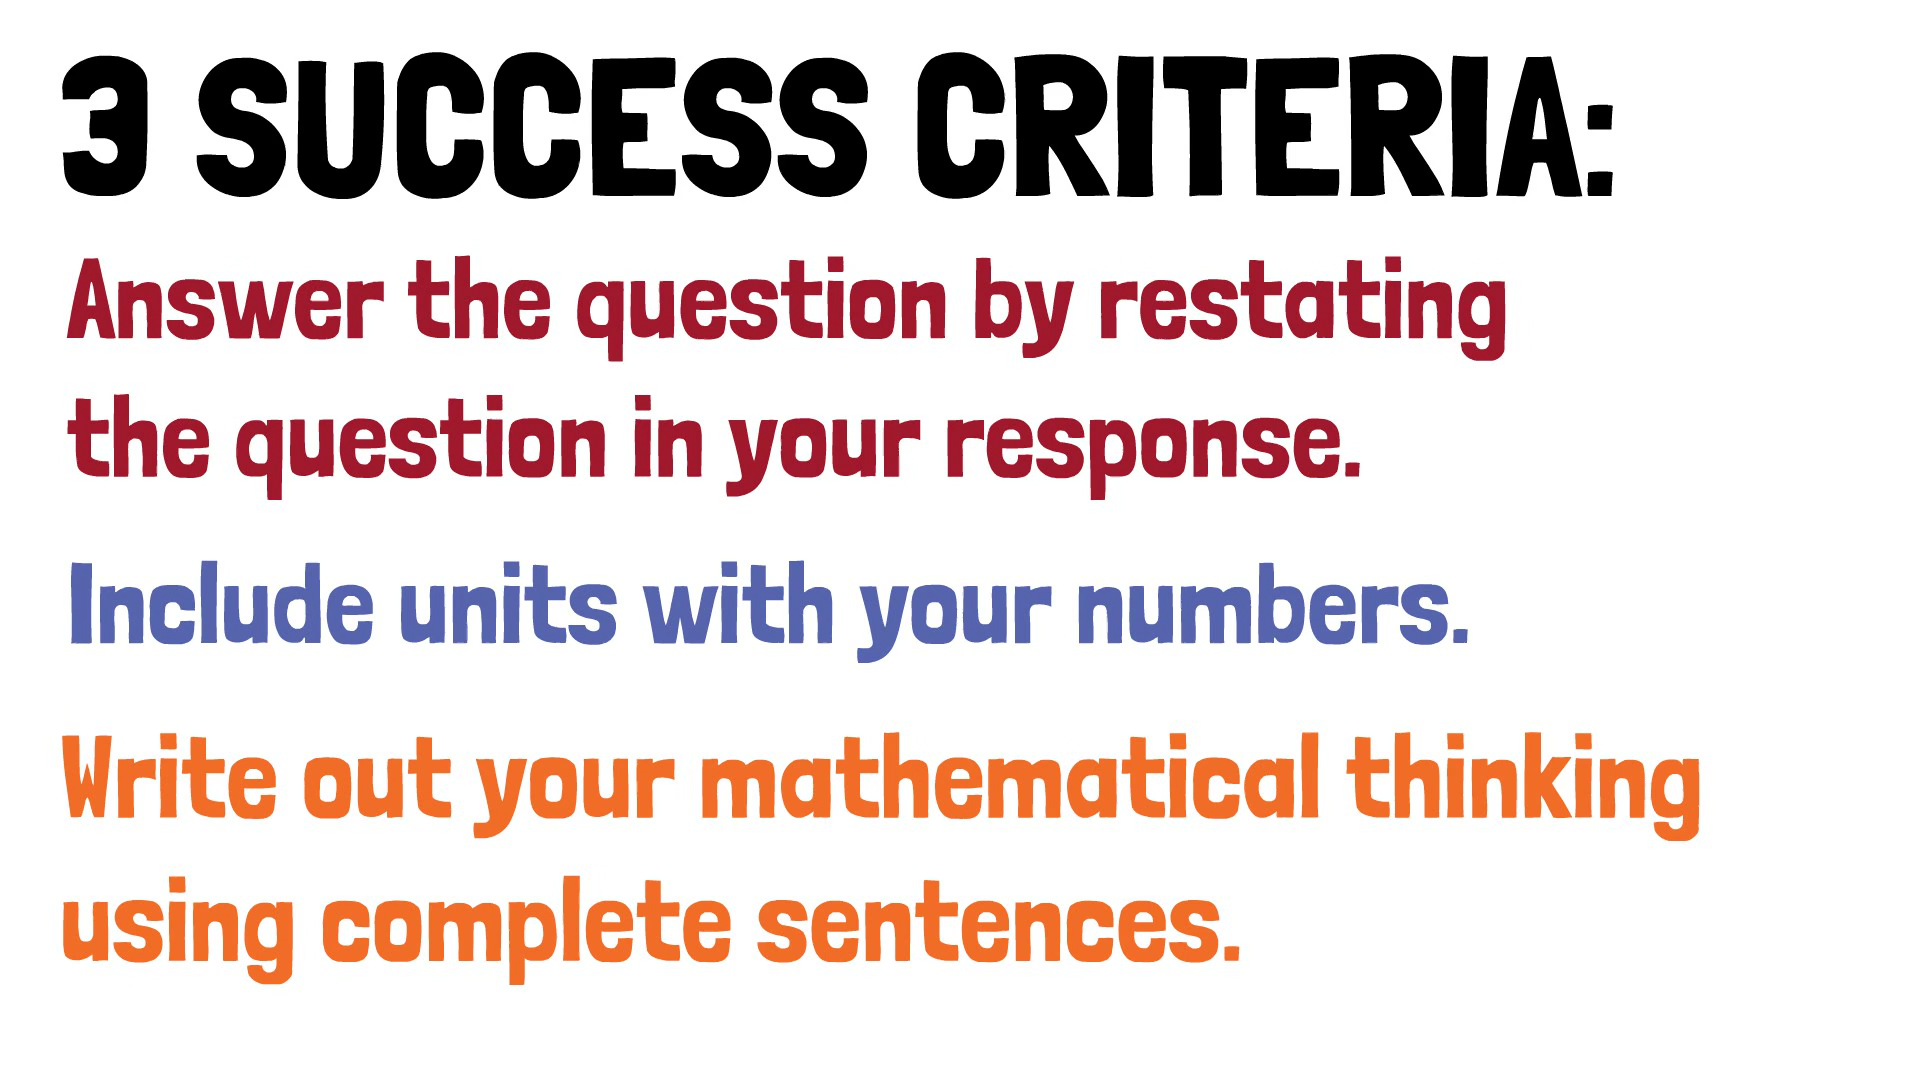 3 SUCCESS CRITERIA:
Answer the question by restating
the question in your response.
Include units with your numbers.
Write out your mathematical thinking
using complete sentences.